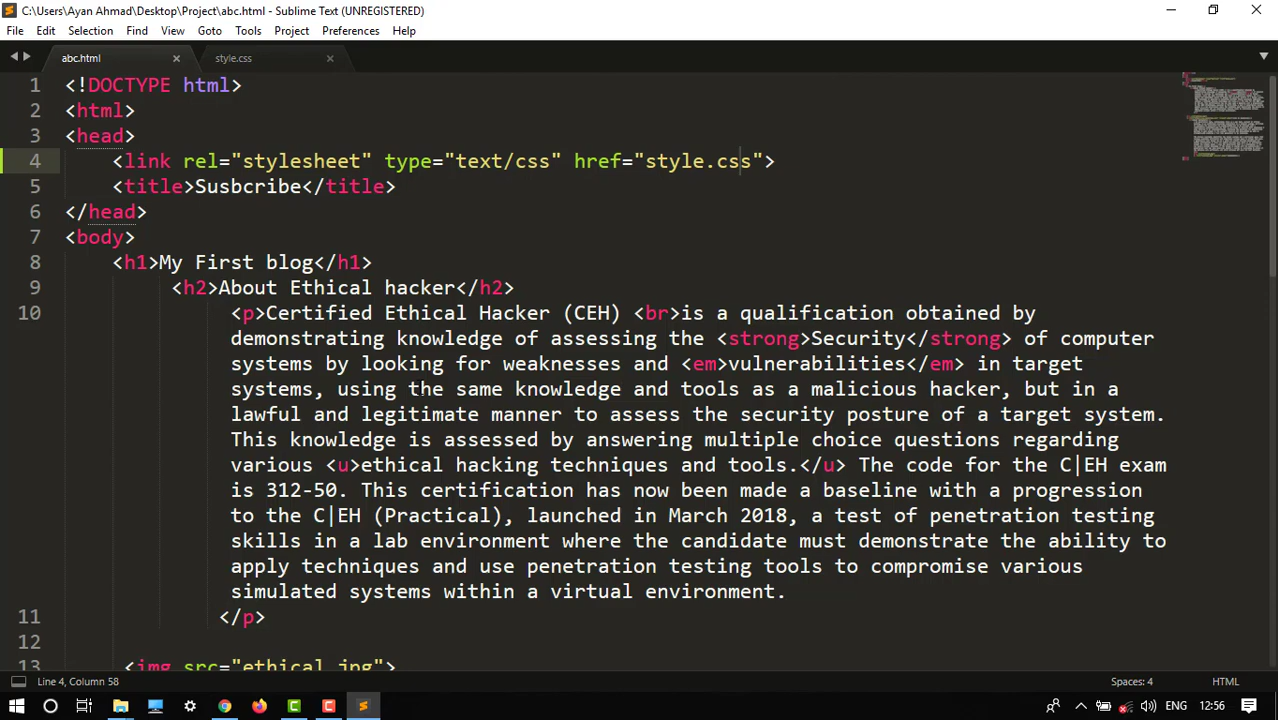 C:\Users\Ayan Ahmad\Desktop\Project\abc.html - Sublime Text (UNREGISTERED)
File Edit Selection Find View Goto Tools Project Preferences Help
abc.html style.css
1 <!DOCTYPE html>
2 <html>
3 <head>
4 <link rel="stylesheet" type="text/css" href="style.css">
5 <title>Susbcribe</title>
6 </head>
7 <body>
8 <h1>My First blog</h1>
9 <h2>About Ethical hacker</h2>
10 <p>Certified Ethical Hacker (CEH) <br>is a qualification obtained by
demonstrating knowledge of assessing the <strong>Security</strong> of computer
systems by looking for weaknesses and <em>vulnerabilities</em> in target
systems, using the same knowledge and tools as a malicious hacker, but in a
lawful and legitimate manner to assess the security posture of a target system.
This knowledge is assessed by answering multiple choice questions regarding
various <u>ethical hacking techniques and tools.</u> The code for the C|EH exam
is 312-50. This certification has now been made a baseline with a progression
to the C|EH (Practical), launched in March 2018, a test of penetration testing
skills in a lab environment where the candidate must demonstrate the ability to
apply techniques and use penetration testing tools to compromise various
simulated systems within a virtual environment.
11 </p>
12
13 <img src="ethical.jpg">
Line 4, Column 58 Spaces: 4 HTML
ENG 12:56